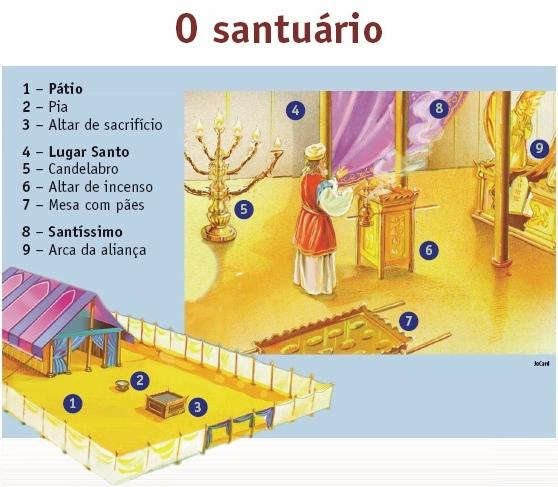 O santuário
1 – Pátio
2 – Pia
3 – Altar de sacrifício
4 – Lugar Santo
5 – Candelabro
6 – Altar de incenso
7 – Mesa com pães
8 – Santíssimo
9 – Arca da aliança
4
8
9
5
6
7
JoCard
2
1
3